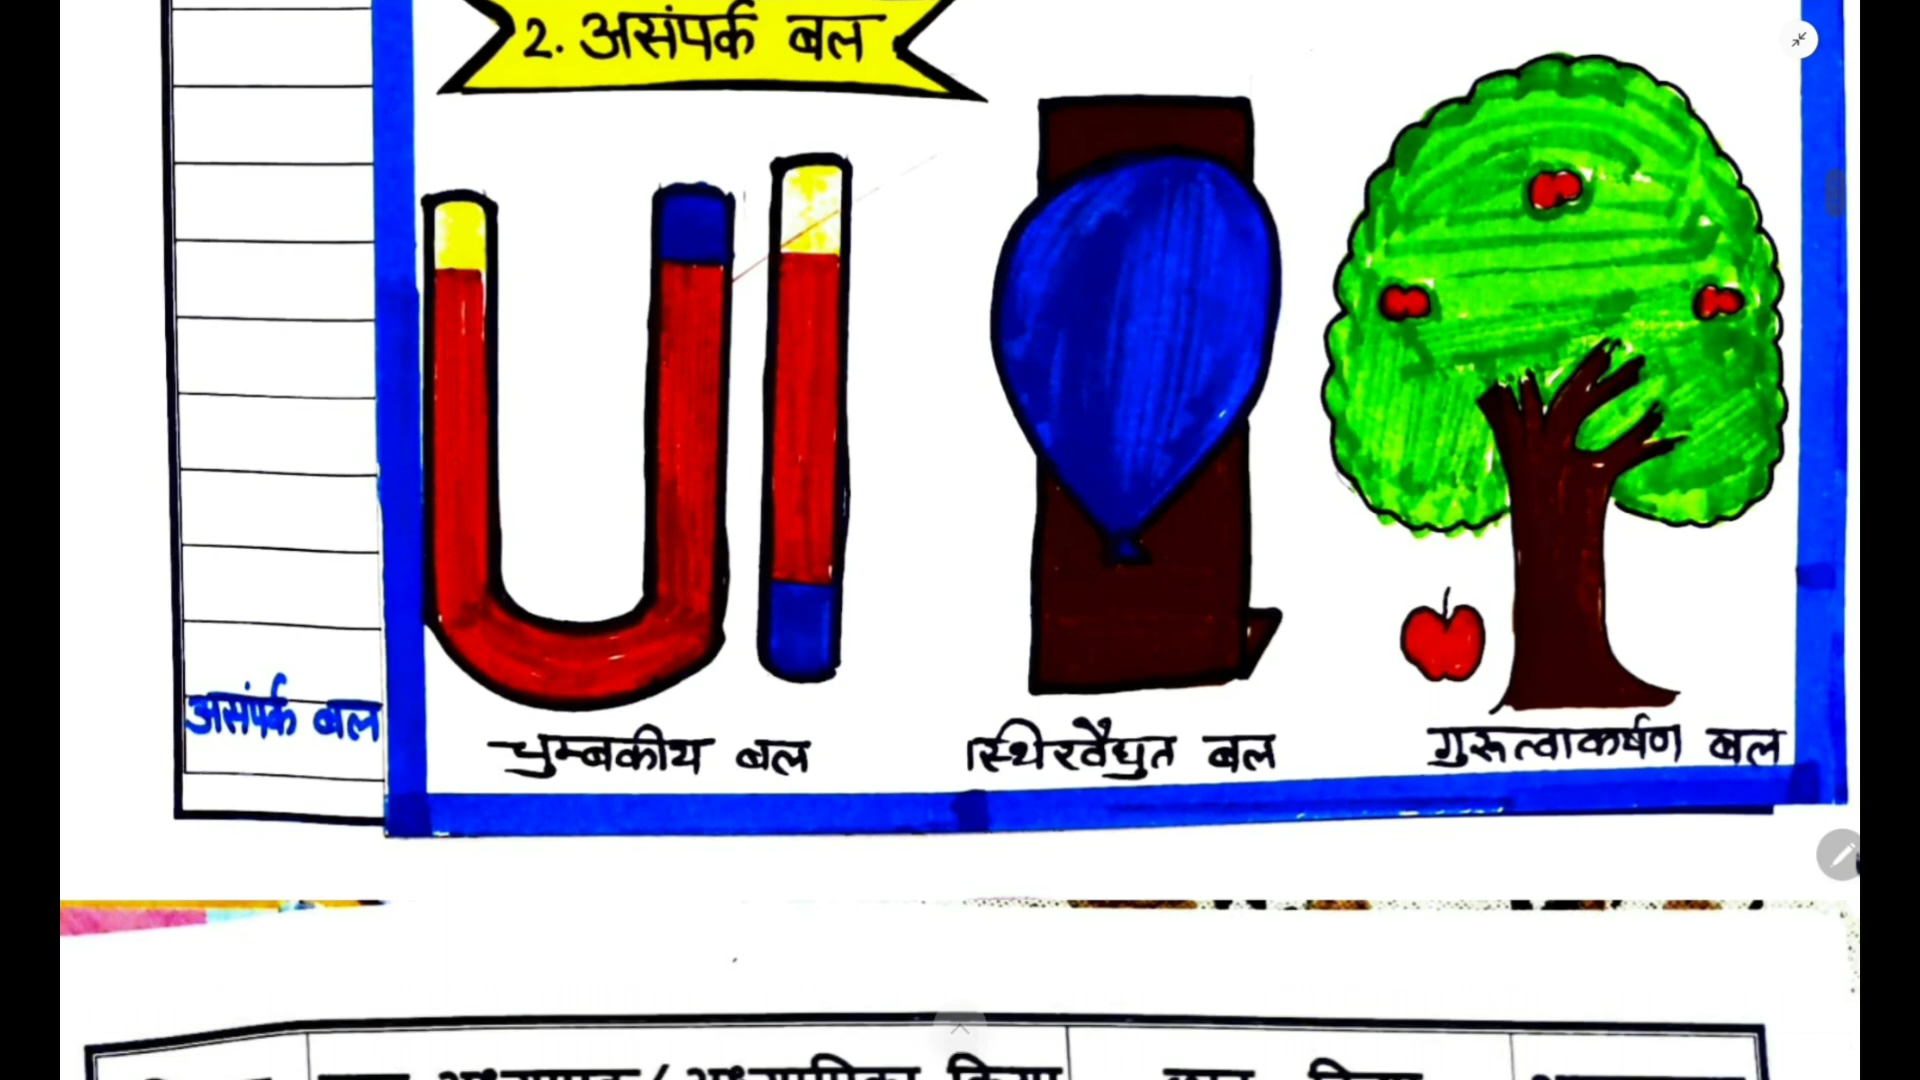 2. असंपर्क बल
असंपर्क बल
चुम्बकीय बल
स्थिरवैद्युत बल
गुरुत्वाकर्षण बल